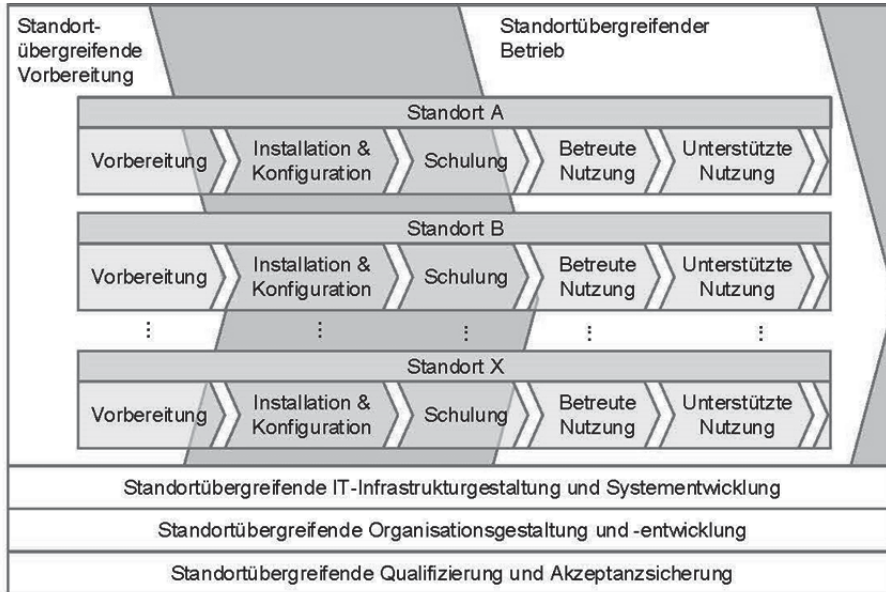 Standort-
übergreifende
Vorbereitung
Standortübergreifender
Betrieb
Standort A
Vorbereitung
Installation &
Konfiguration
Schulung
Betreute
Nutzung
Unterstützte
Nutzung
Standort B
Vorbereitung
Installation &
Konfiguration
Schulung
Betreute
Nutzung
Unterstützte
Nutzung
⋮ ⋮ ⋮ ⋮ ⋮
Standort X
Vorbereitung
Installation &
Konfiguration
Schulung
Betreute
Nutzung
Unterstützte
Nutzung
Standortübergreifende IT-Infrastrukturgestaltung und Systementwicklung
Standortübergreifende Organisationsgestaltung und -entwicklung
Standortübergreifende Qualifizierung und Akzeptanzsicherung